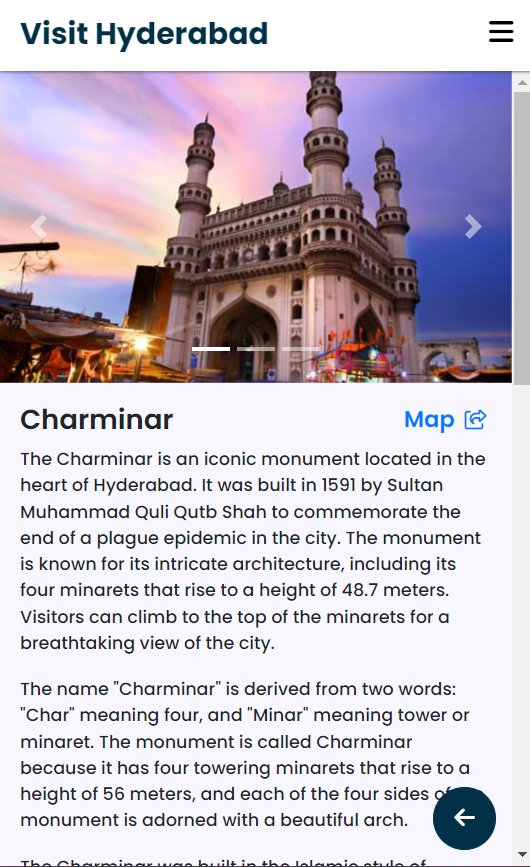 Visit Hyderabad
Charminar
Map
The Charminar is an iconic monument located in the
heart of Hyderabad. It was built in 1591 by Sultan
Muhammad Quli Qutb Shah to commemorate the
end of a plague epidemic in the city. The monument
is known for its intricate architecture, including its
four minarets that rise to a height of 48.7 meters.
Visitors can climb to the top of the minarets for a
breathtaking view of the city.
The name "Charminar" is derived from two words:
"Char" meaning four, and "Minar" meaning tower or
minaret. The monument is called Charminar
because it has four towering minarets that rise to a
height of 56 meters, and each of the four sides of
monument is adorned with a beautiful arch.
The Charminar was built in the Islamic style of